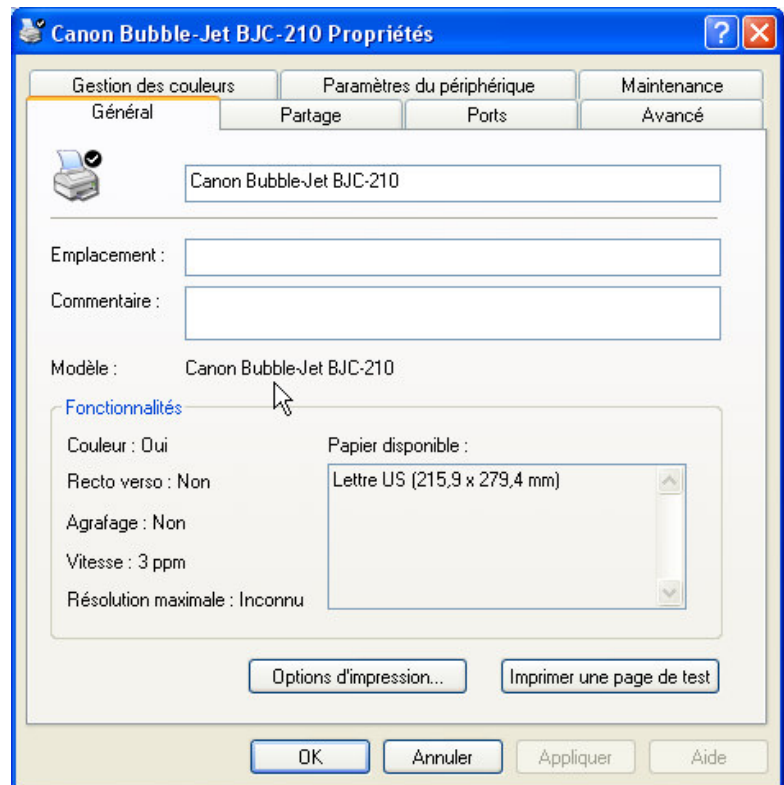 Canon Bubble-Jet BJC-210 Propriétés
Gestion des couleurs Paramètres du périphérique Maintenance
Général Partage Ports Avancé
Canon Bubble-Jet BJC-210
Emplacement :
Commentaire :
Modèle : Canon Bubble-Jet BJC-210
Fonctionnalités
Couleur : Oui Papier disponible :
Recto verso : Non Lettre US (215,9 x 279,4 mm)
Agrafage : Non
Vitesse : 3 ppm
Résolution maximale : Inconnu
Options d'impression... Imprimer une page de test
OK Annuler Appliquer Aide